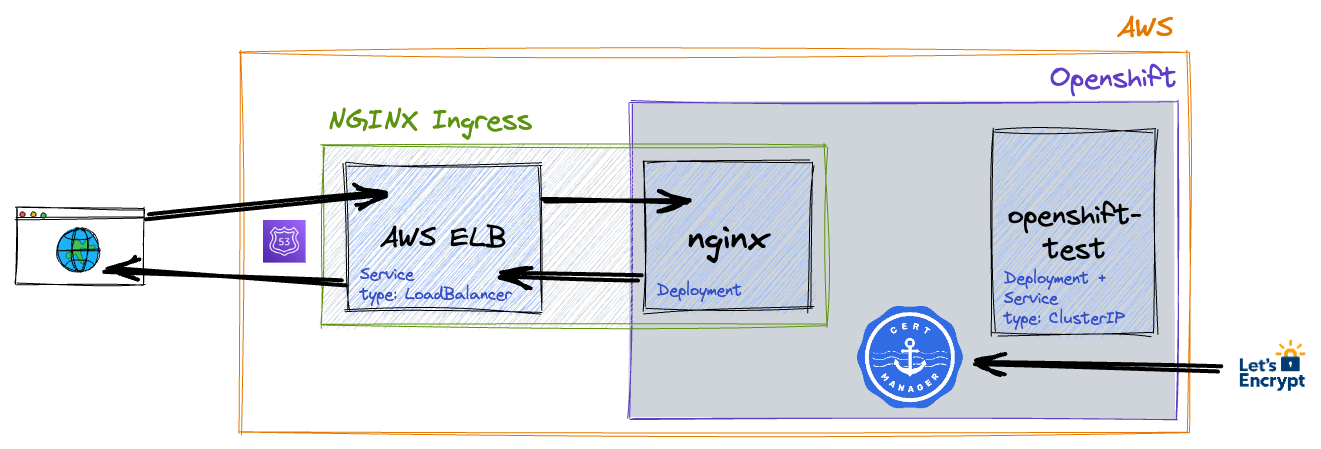 AWS
Openshift
NGINX Ingress
53
AWS ELB
Service
type: LoadBalancer
nginx
Deployment
openshift-
test
Deployment +
Service
type: ClusterIP
CERT
MANAGER
Let's
Encrypt